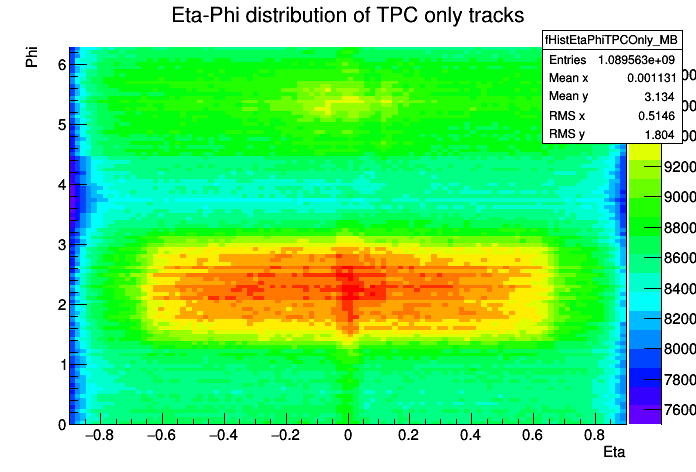 Eta-Phi distribution of TPC only tracks
fHistEtaPhiTPCOnly_MB
Entries 1.089563e+09
Mean x 0.001131
Mean y 3.134
RMS x 0.5146
RMS y 1.804
Phi
6
5
4
3
2
1
0
−0.8 −0.6 −0.4 −0.2 0 0.2 0.4 0.6 0.8
Eta
9200
9000
8800
8600
8400
8200
8000
7800
7600